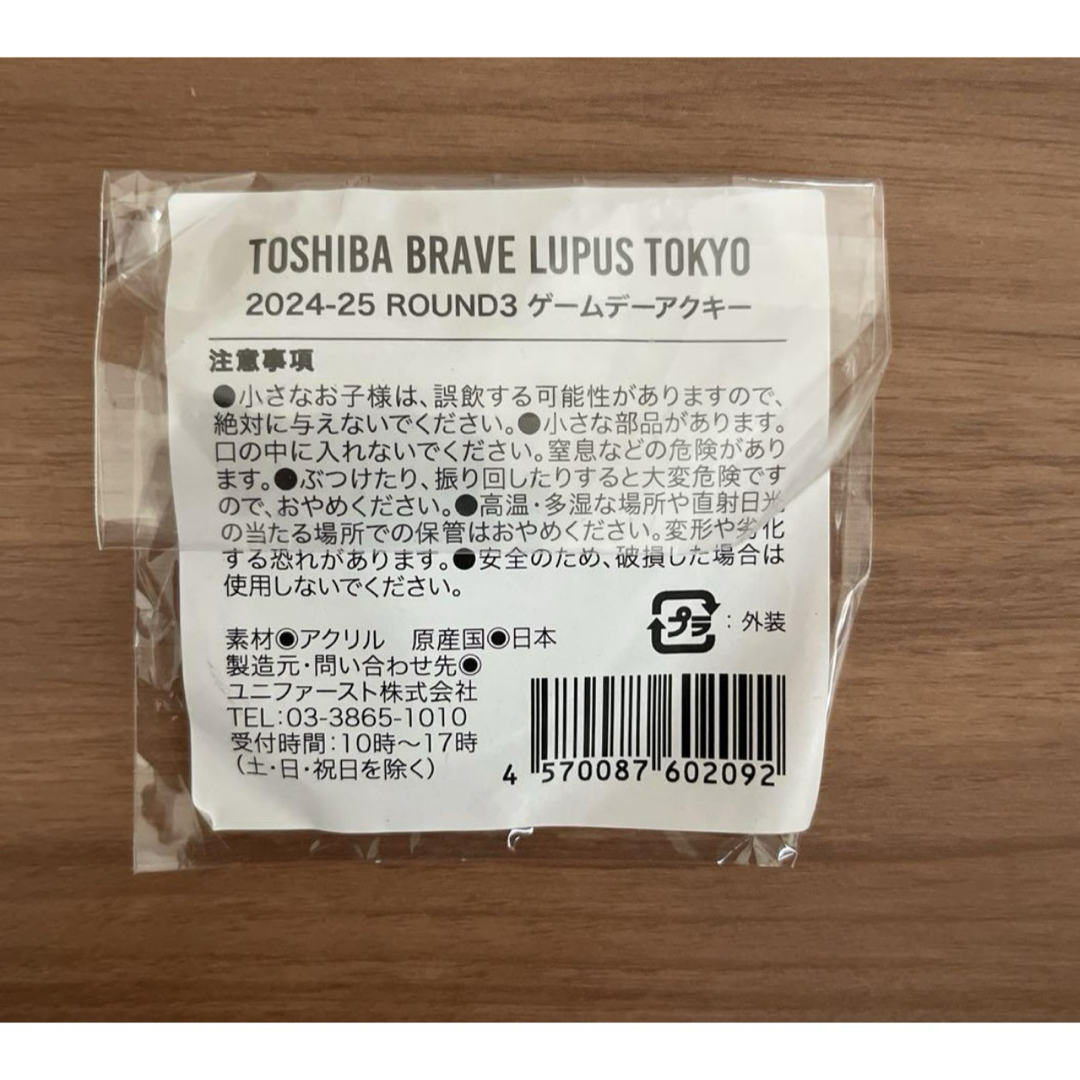 TOSHIBA BRAVE LUPUS TOKYO
2024-25 ROUND3 ゲームデーアクキー
注意事項
●小さなお子様は、誤飲する可能性がありますので、
絶対に与えないでください。●小さな部品があります。
口の中に入れないでください。窒息などの危険があり
ます。●ぶつけたり、振り回したりすると大変危険です
ので、おやめください。●高温・多湿な場所や直射日光
の当たる場所での保管はおやめください。変形や劣化
する恐れがあります。●安全のため、破損した場合は
使用しないでください。
プラ：外装
素材◉アクリル　原産国◉日本
製造元・問い合わせ先◉
ユニファースト株式会社
TEL:03-3865-1010
受付時間：10時〜17時
（土・日・祝日を除く）
4 570087 602092